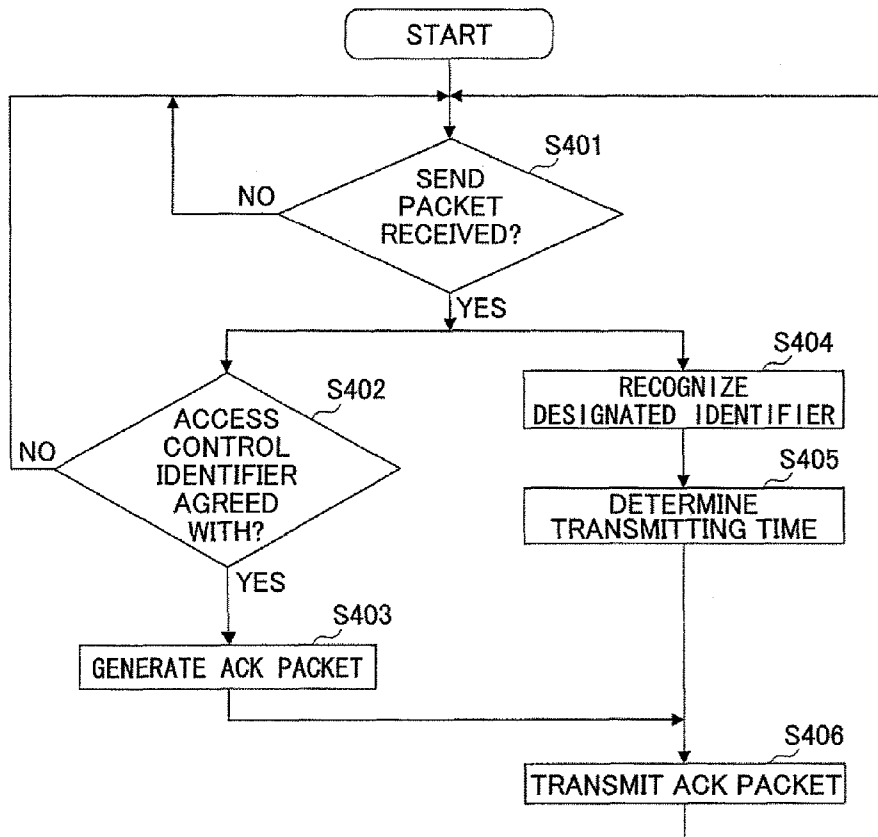 START
S401
SEND
PACKET
RECEIVED?
NO
YES
S402
ACCESS
CONTROL
IDENTIFIER
AGREED
WITH?
NO
YES
S403
GENERATE ACK PACKET
S404
RECOGNIZE
DESIGNATED IDENTIFIER
S405
DETERMINE
TRANSMITTING TIME
S406
TRANSMIT ACK PACKET